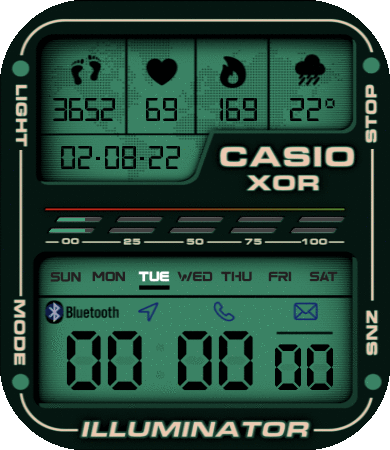 3652 69 169 22°
LIGHT
STOP
02-08-22
CASIO
XOR
00 25 50 75 100
SUN MON TUE WED THU FRI SAT
Bluetooth
MODE
SNZ
00 00 00
ILLUMINATOR